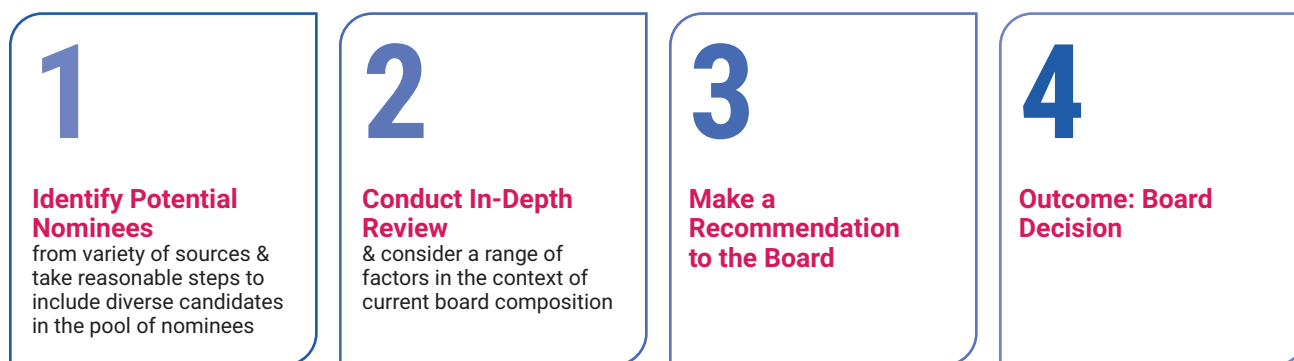 1
Identify Potential
Nominees
from variety of sources &
take reasonable steps to
include diverse candidates
in the pool of nominees
2
Conduct In-Depth
Review
& consider a range of
factors in the context of
current board composition
3
Make a
Recommendation
to the Board
4
Outcome: Board
Decision